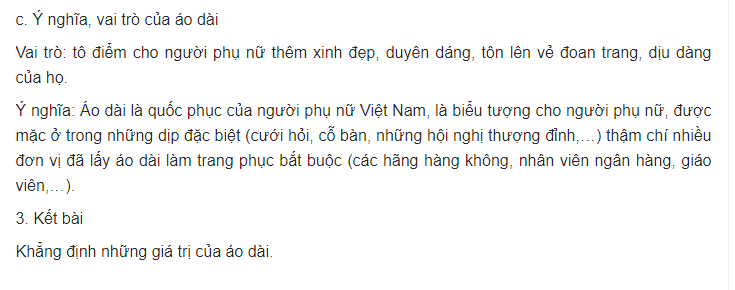 c. Ý nghĩa, vai trò của áo dài
Vai trò: tô điểm cho người phụ nữ thêm xinh đẹp, duyên dáng, tôn lên vẻ đoan trang, dịu dàng
của họ.
Ý nghĩa: Áo dài là quốc phục của người phụ nữ Việt Nam, là biểu tượng cho người phụ nữ, được
mặc ở trong những dịp đặc biệt (cưới hỏi, cỗ bàn, những hội nghị thượng đỉnh,...) thậm chí nhiều
đơn vị đã lấy áo dài làm trang phục bắt buộc (các hãng hàng không, nhân viên ngân hàng, giáo
viên,...).
3. Kết bài
Khẳng định những giá trị của áo dài.